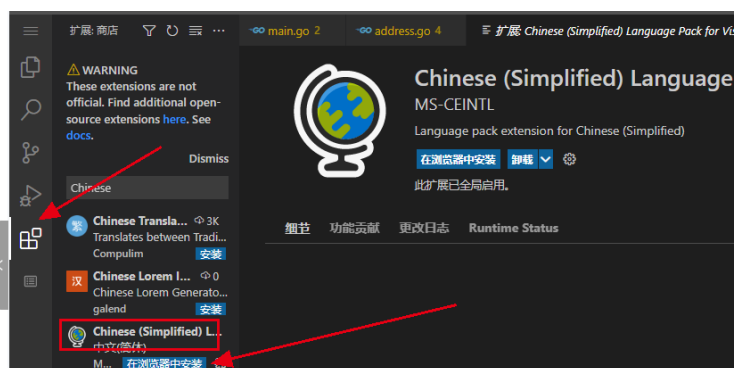 扩展: 商店
main.go 2
address.go 4
扩展: Chinese (Simplified) Language Pack for Vis
WARNING
These extensions are not
official. Find additional open-
source extensions here. See
docs.
Dismiss
Chinese
繁
Chinese Transla... 3K
Translates between Tradi...
Compulim 安装
汉
Chinese Lorem I... 0
Chinese Lorem Generato...
galend 安装
Chinese (Simplified) L...
中文(简体)
M... 在浏览器中安装
Chinese (Simplified) Language
MS-CEINTL
Language pack extension for Chinese (Simplified)
在浏览器中安装 卸载
此扩展已全局启用。
细节 功能贡献 更改日志 Runtime Status